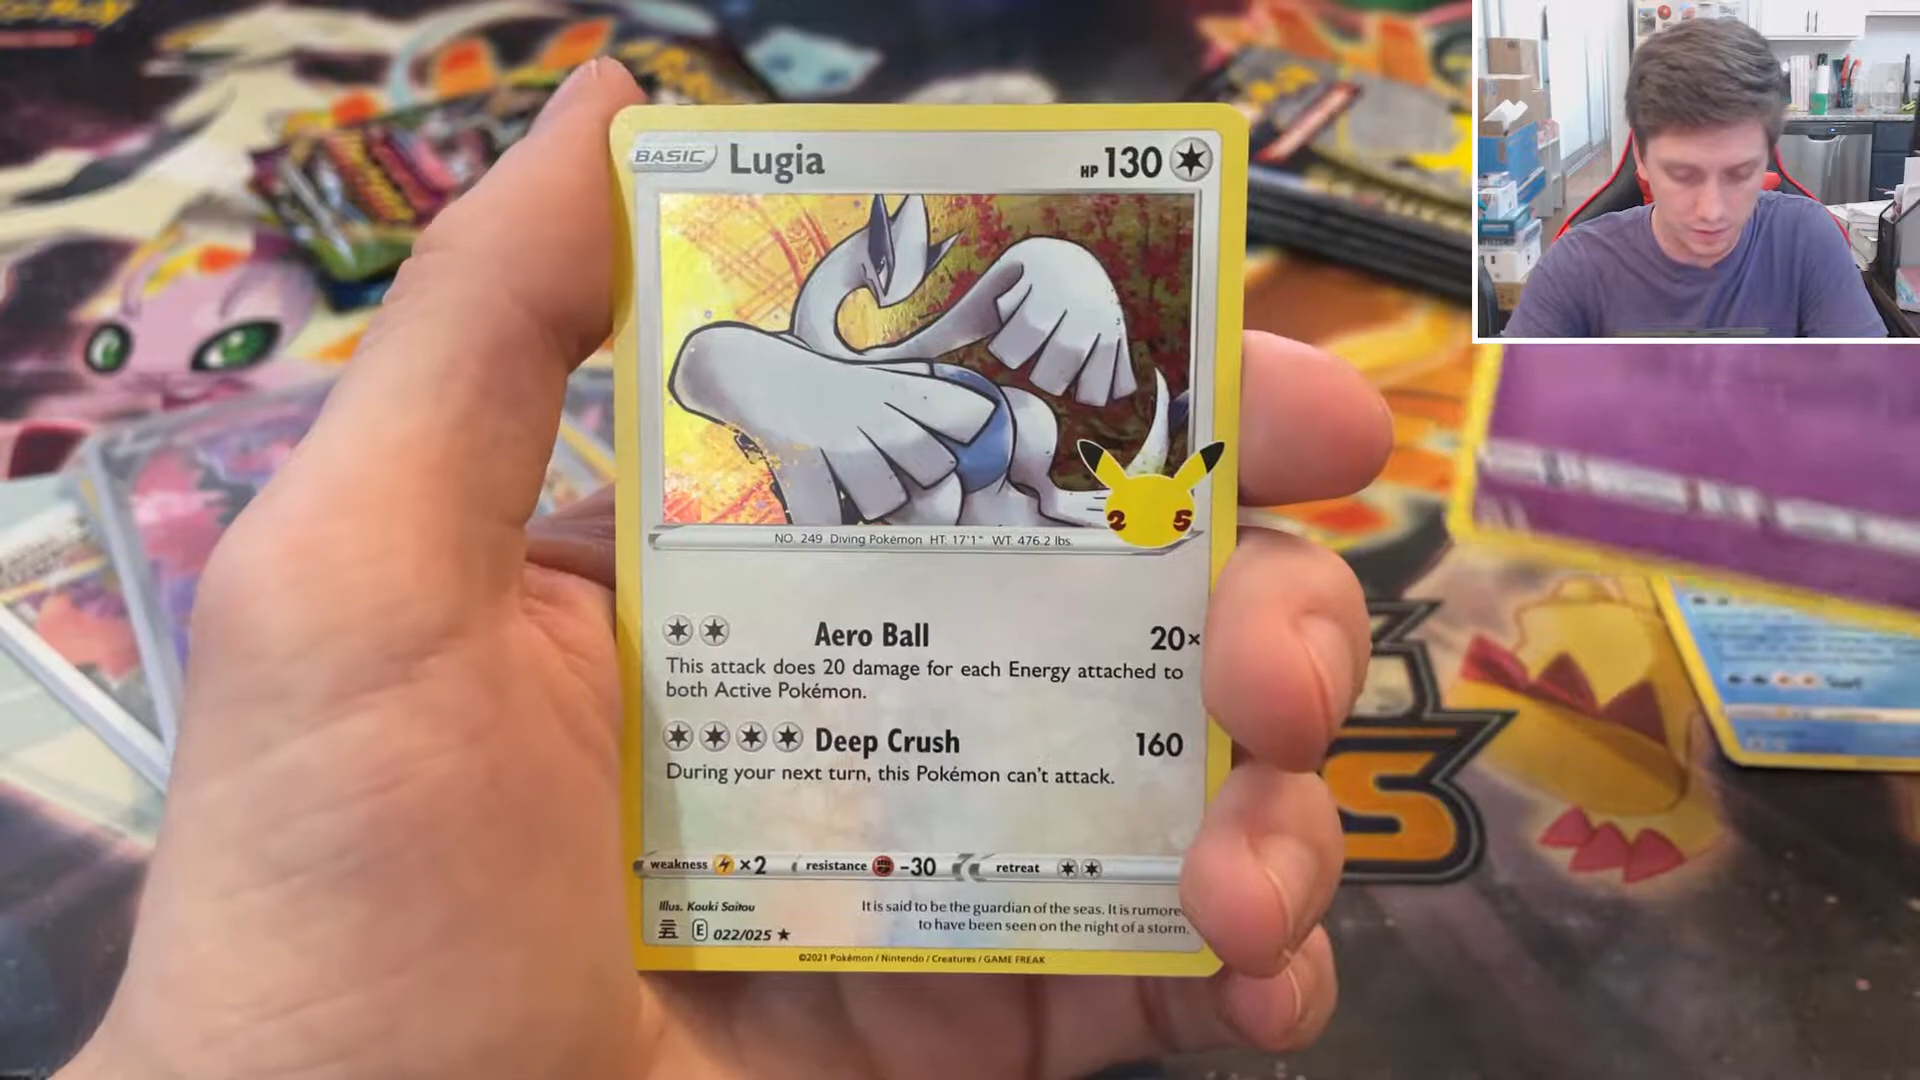 BASIC Lugia HP 130
NO. 249 Diving Pokémon HT: 17'1" WT: 476.2 lbs.
2 5
Aero Ball 20×
This attack does 20 damage for each Energy attached to
both Active Pokémon.
Deep Crush 160
During your next turn, this Pokémon can't attack.
weakness ×2 resistance -30 retreat
Illus. Kouki Saitou
It is said to be the guardian of the seas. It is rumore
E 022/025 ★
to have been seen on the night of a storm.
©2021 Pokémon / Nintendo / Creatures / GAME FREAK
S